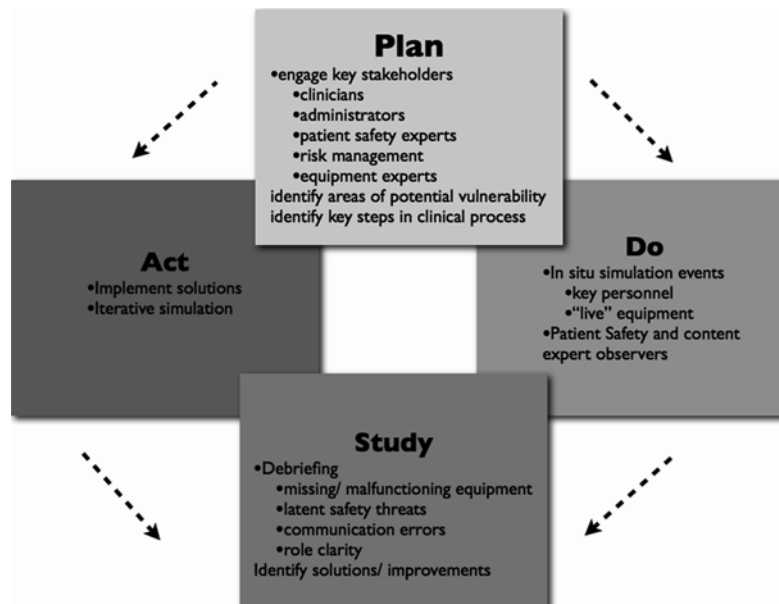 Plan
•engage key stakeholders
•clinicians
•administrators
•patient safety experts
•risk management
•equipment experts
identify areas of potential vulnerability
identify key steps in clinical process
Act
•Implement solutions
•Iterative simulation
Do
•In situ simulation events
•key personnel
•“live” equipment
•Patient Safety and content
expert observers
Study
•Debriefing
•missing/ malfunctioning equipment
•latent safety threats
•communication errors
•role clarity
Identify solutions/ improvements